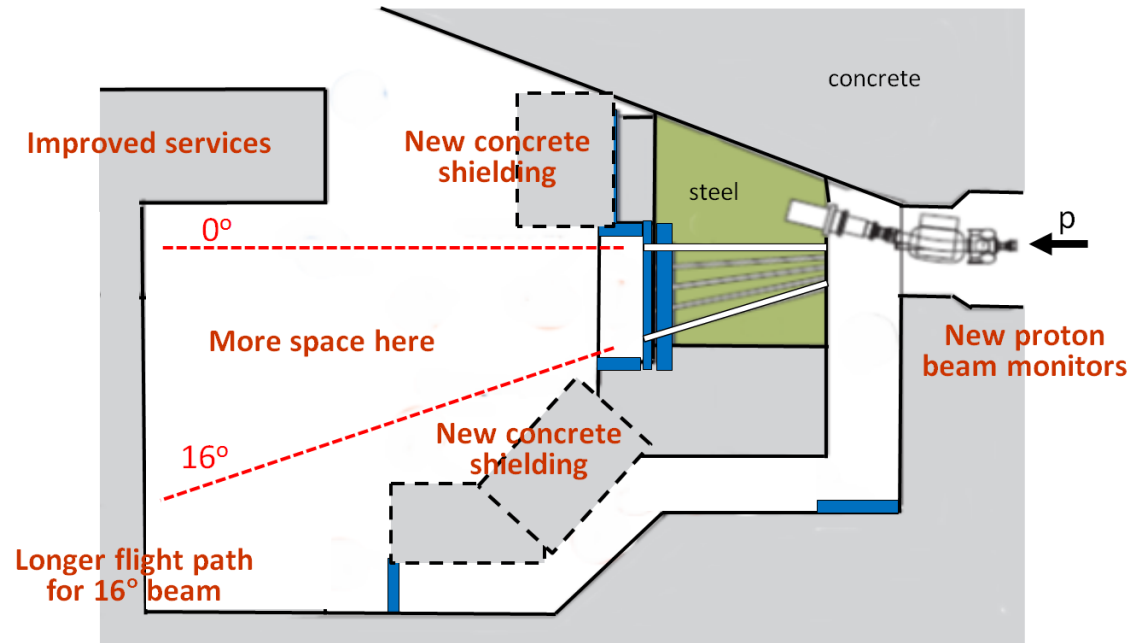 concrete
Improved services
New concrete
shielding
steel
0°
p
More space here
New proton
beam monitors
16°
New concrete
shielding
Longer flight path
for 16° beam